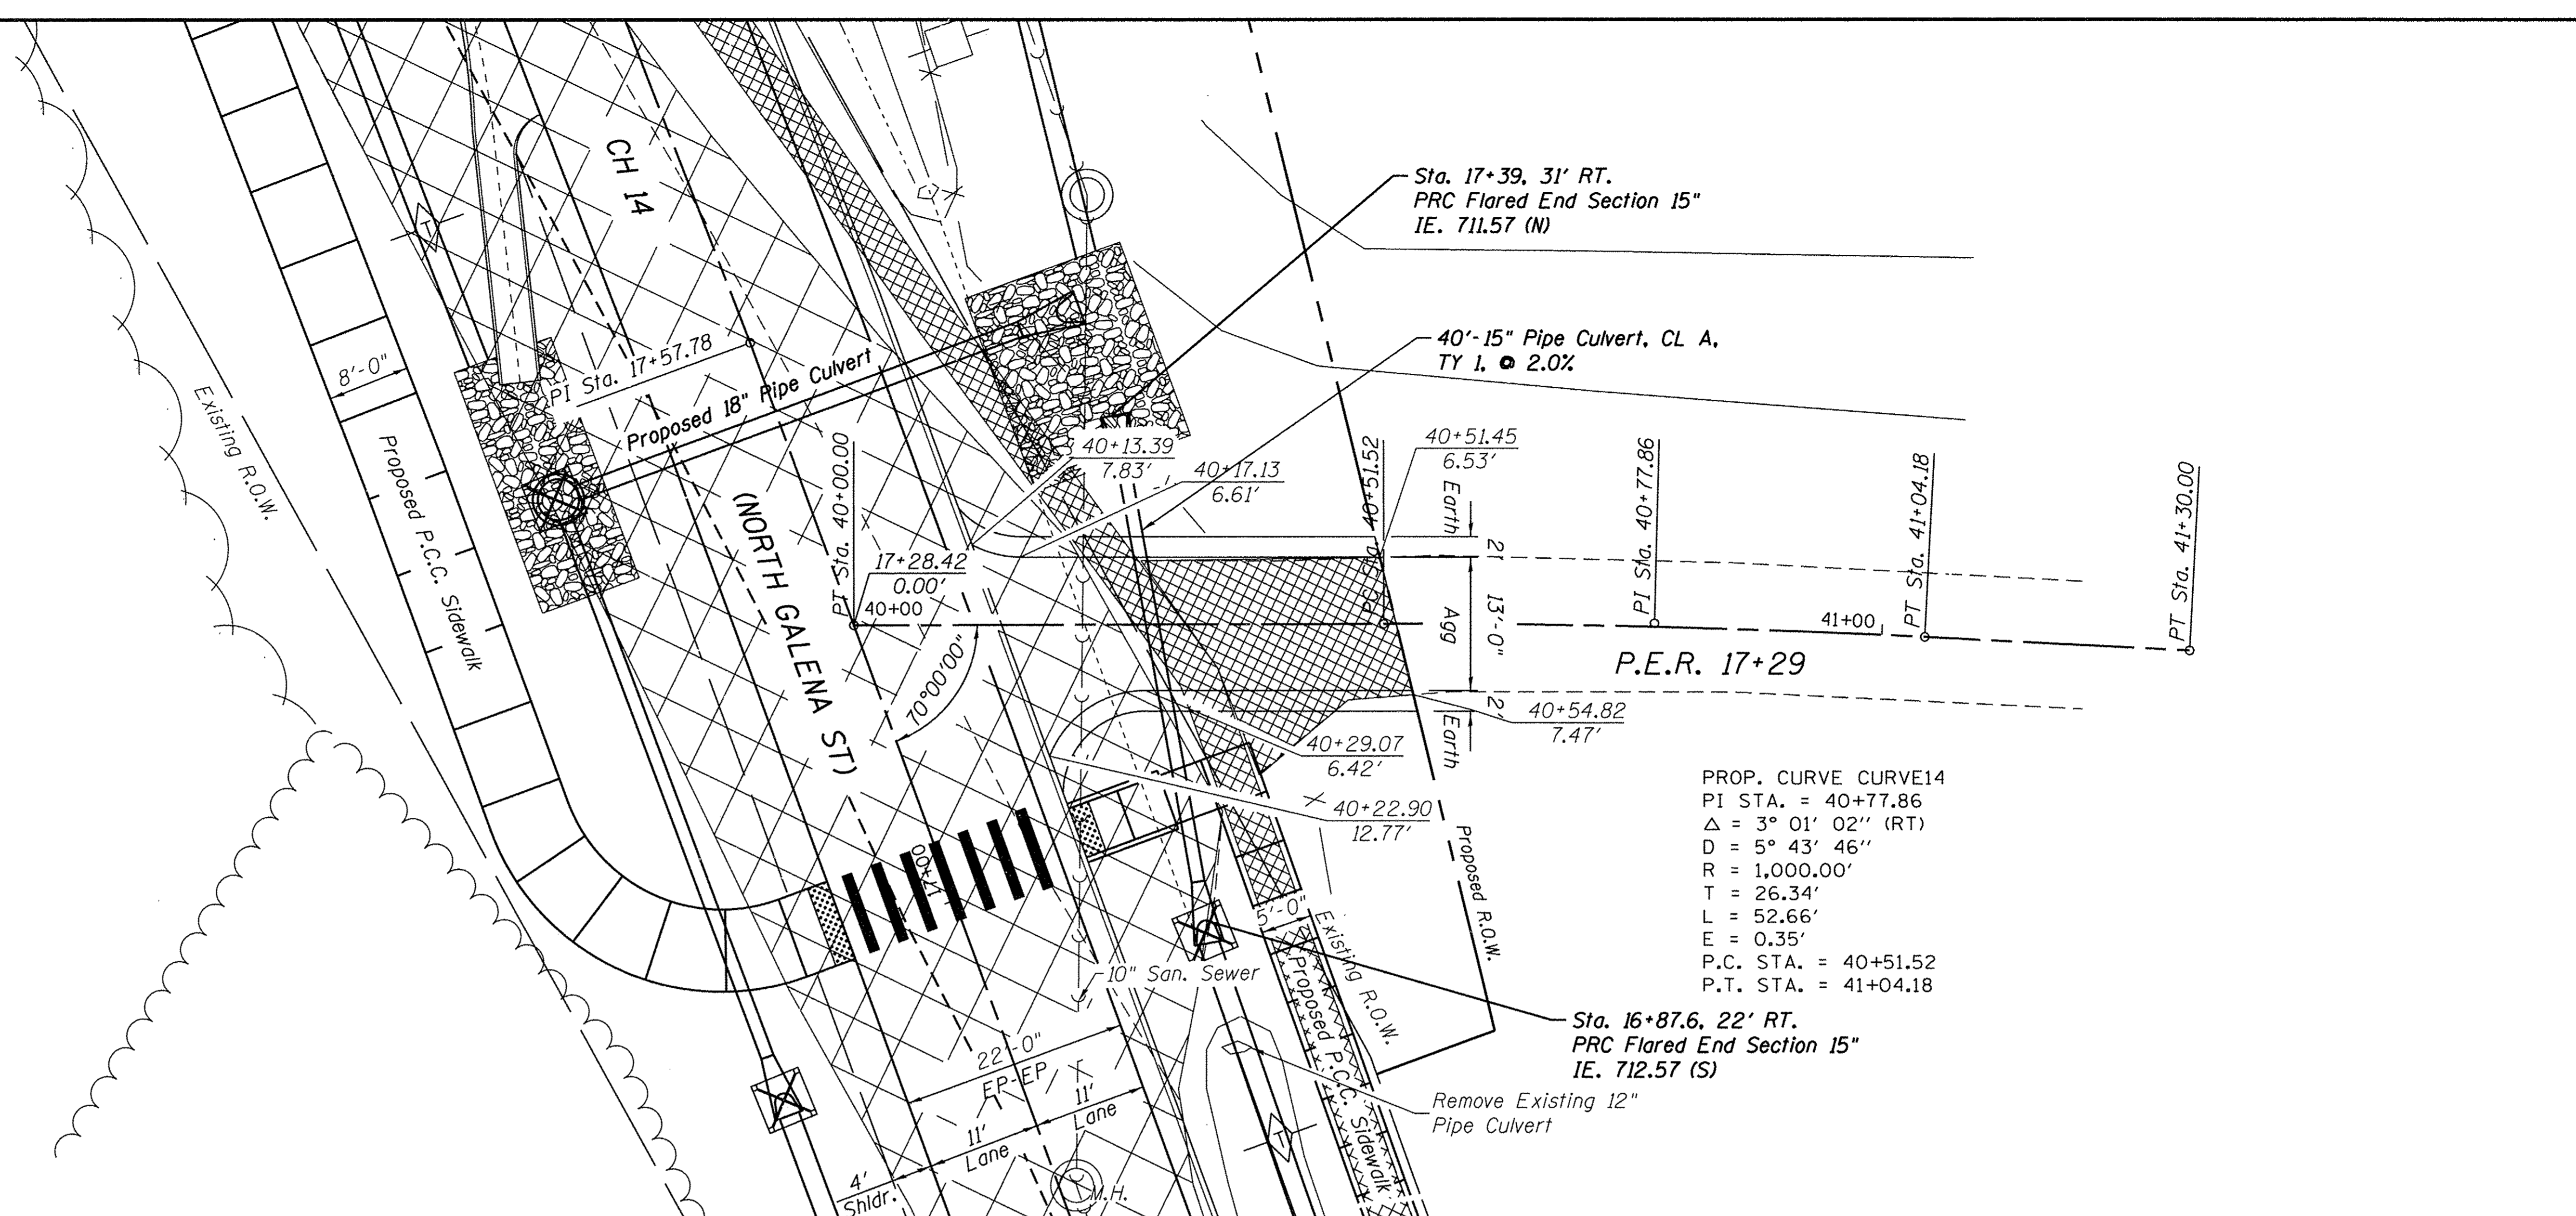 CH 14
Sta. 17+39, 31' RT.
PRC Flared End Section 15"
IE. 711.57 (N)
40'-15" Pipe Culvert, CL A,
TY 1, @ 2.0%
PI Sta. 17+57.78
Proposed 18" Pipe Culvert
8'-0"
Existing R.O.W.
Proposed P.C.C. Sidewalk
(NORTH GALENA ST)
PI Sta. 40+00.00
40+13.39
7.83'
40+17.13
6.61'
PC Sta. 40+51.52
40+51.45
6.53'
PI Sta. 40+77.86
PT Sta. 41+04.18
PT Sta. 41+30.00
17+28.42
0.00'
40+00
70°00'00"
Earth
2'
Agg
13'-0"
2'
Earth
41+00
P.E.R. 17+29
40+54.82
7.47'
40+29.07
6.42'
40+22.90
12.77'
PROP. CURVE CURVE14
PI STA. = 40+77.86
Δ = 3° 01' 02'' (RT)
D = 5° 43' 46''
R = 1,000.00'
T = 26.34'
L = 52.66'
E = 0.35'
P.C. STA. = 40+51.52
P.T. STA. = 41+04.18
17+00
Proposed R.O.W.
5'-0"
Existing R.O.W.
Proposed P.C.C. Sidewalk
10" San. Sewer
Sta. 16+87.6, 22' RT.
PRC Flared End Section 15"
IE. 712.57 (S)
Remove Existing 12"
Pipe Culvert
22'-0"
EP-EP
11'
Lane
11'
Lane
4'
Shldr.
M.H.
T
T